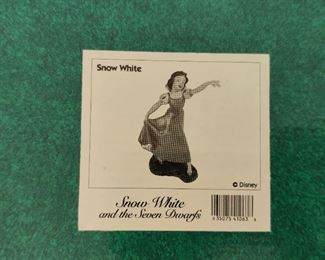 Snow White
© Disney
Snow White
and the Seven Dwarfs